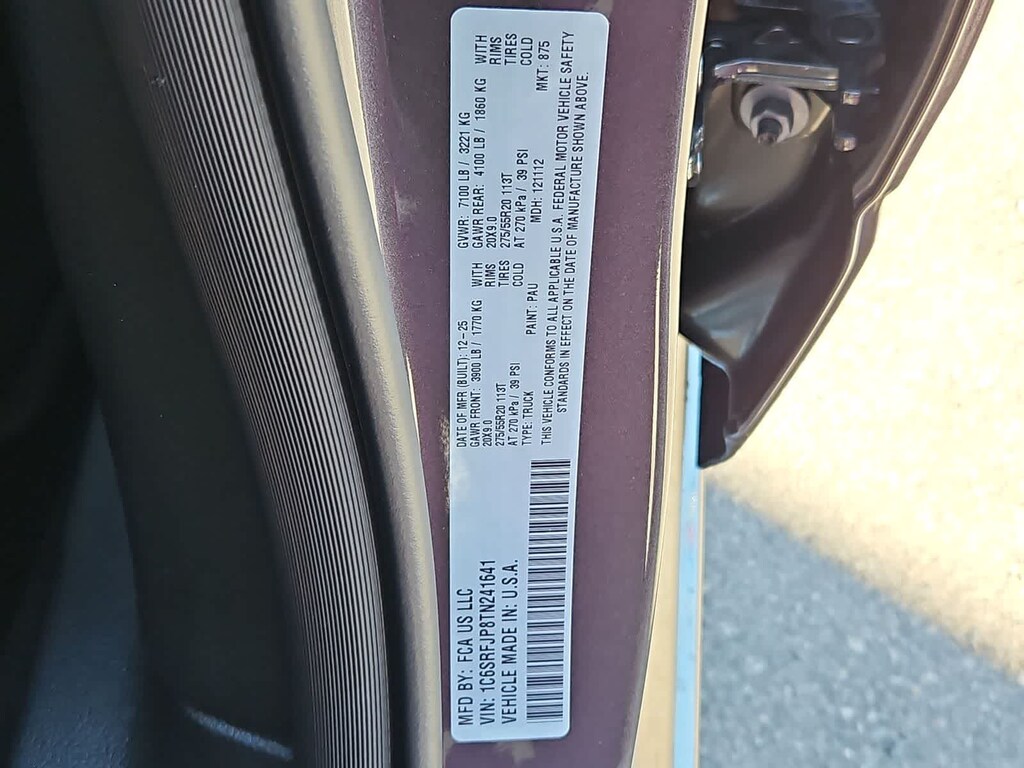 MFD BY: FCA US LLC
VIN: 1C6SRFJP8TN241641
VEHICLE MADE IN: U.S.A.
DATE OF MFR (BUILT): 12-25
GAWR FRONT: 3900 LB / 1770 KG WITH
20X9.0 RIMS
275/55R20 113T TIRES
AT 270 kPa / 39 PSI COLD
TYPE: TRUCK
GVWR: 7100 LB / 3221 KG
GAWR REAR: 4100 LB / 1860 KG WITH
20X9.0 RIMS
275/55R20 113T TIRES
AT 270 kPa / 39 PSI COLD
PAINT: PAU MDH: 121112 MKT: 875
THIS VEHICLE CONFORMS TO ALL APPLICABLE U.S.A. FEDERAL MOTOR VEHICLE SAFETY
STANDARDS IN EFFECT ON THE DATE OF MANUFACTURE SHOWN ABOVE.